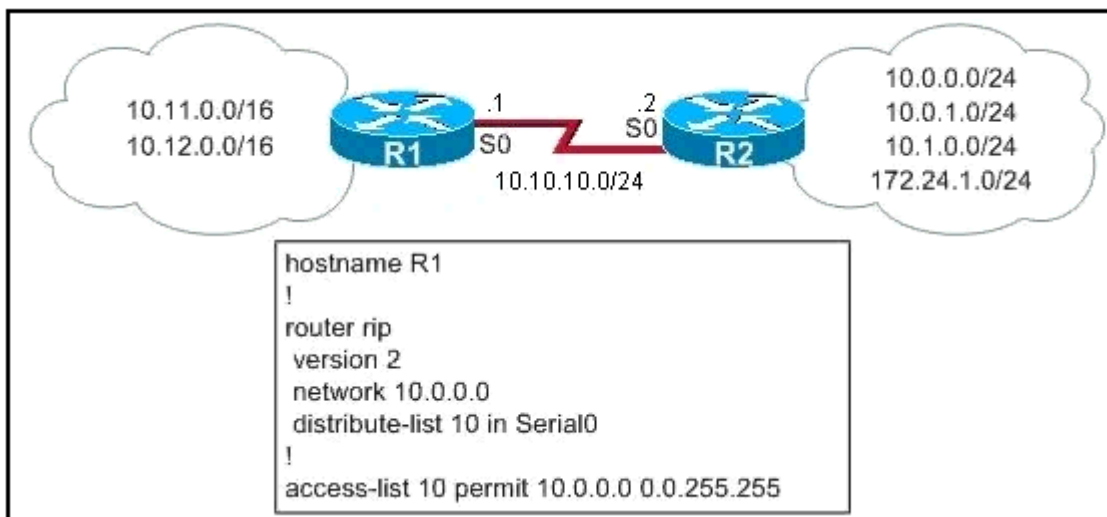 10.11.0.0/16
10.12.0.0/16
R1
.1
S0
10.10.10.0/24
.2
S0
R2
10.0.0.0/24
10.0.1.0/24
10.1.0.0/24
172.24.1.0/24
hostname R1
!
router rip
version 2
network 10.0.0.0
distribute-list 10 in Serial0
!
access-list 10 permit 10.0.0.0 0.0.255.255